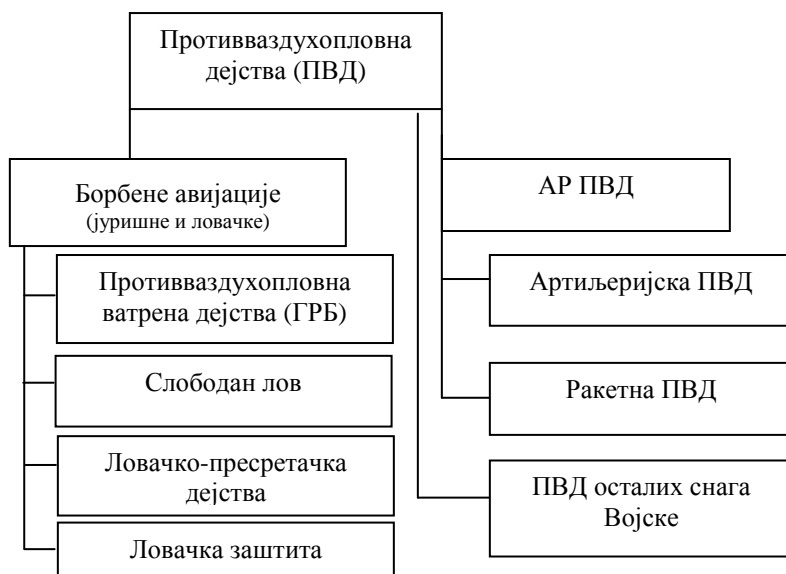 Противваздухопловна
дејства (ПВД)
Борбене авијације
(јуришне и ловачке)
Противваздухопловна
ватрена дејства (ГРБ)
Слободан лов
Ловачко-пресретачка
дејства
Ловачка заштита
АР ПВД
Артиљеријска ПВД
Ракетна ПВД
ПВД осталих снага
Војске